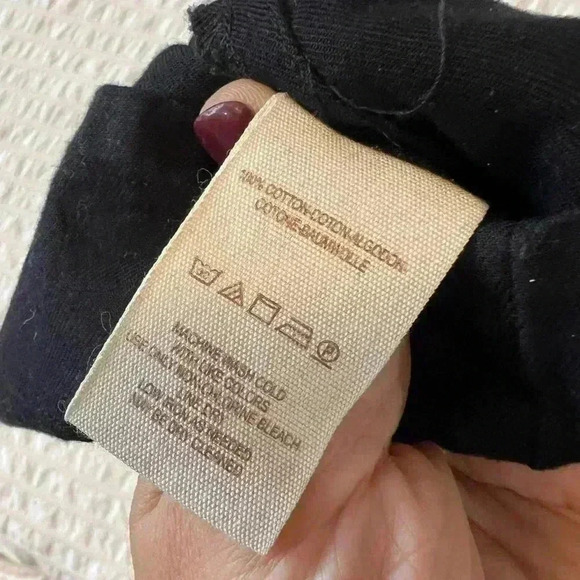 100% COTTON-COTON-ALGODON-
COTONE-BAUMWOLLE
P
MACHINE WASH COLD
WITH LIKE COLORS
USE ONLY NON-CHLORINE BLEACH
LINE DRY
LOW IRON AS NEEDED
MAY BE DRY CLEANED